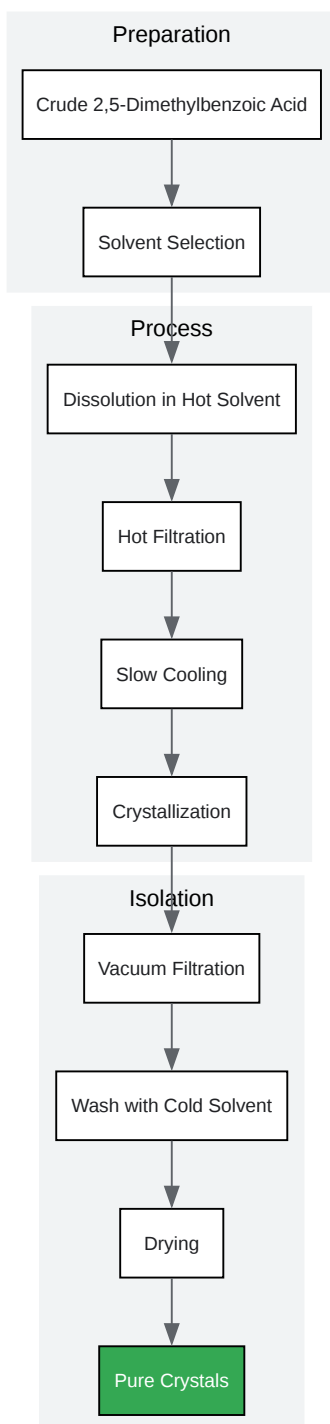 Preparation
Crude 2,5-Dimethylbenzoic Acid
Solvent Selection
Process
Dissolution in Hot Solvent
Hot Filtration
Slow Cooling
Crystallization
Isolation
Vacuum Filtration
Wash with Cold Solvent
Drying
Pure Crystals